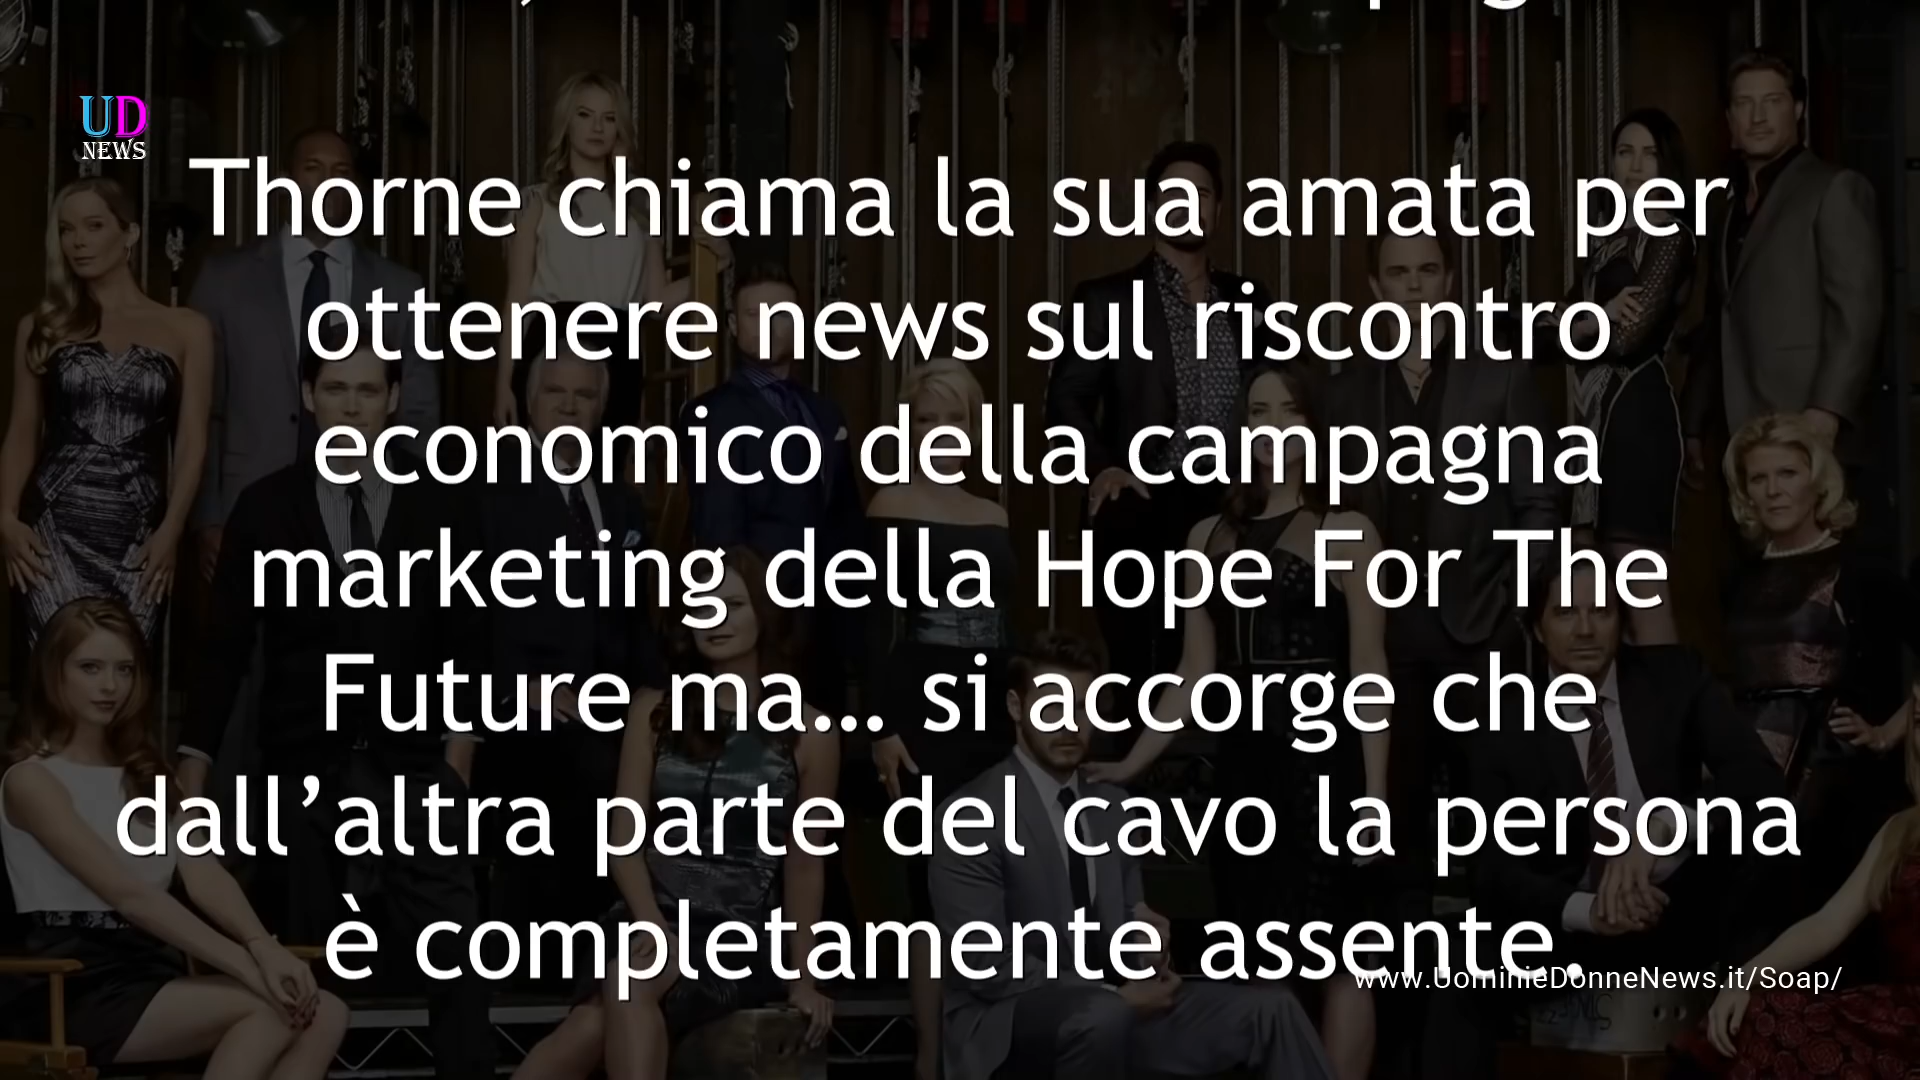 UD
NEWS
Thorne chiama la sua amata per
ottenere news sul riscontro
economico della campagna
marketing della Hope For The
Future ma... si accorge che
dall’altra parte del cavo la persona
è completamente assente.
www.UominieDonneNews.it/Soap/